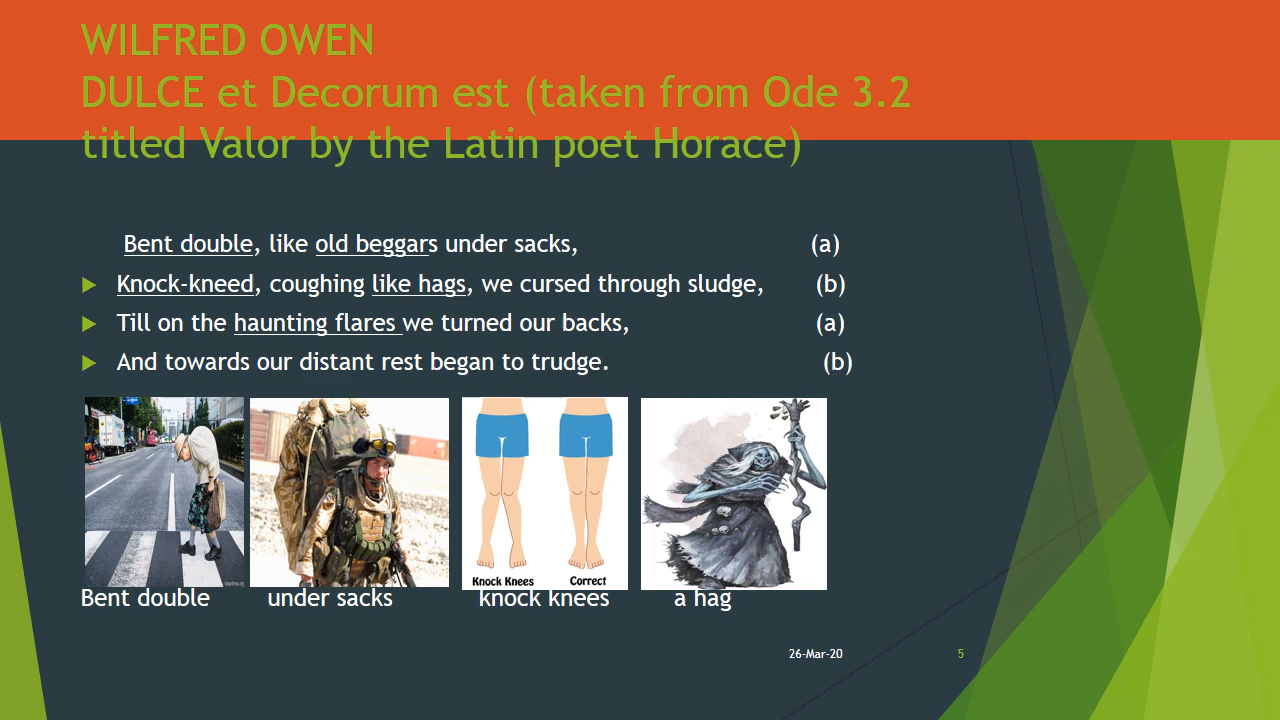 WILFRED OWEN
DULCE et Decorum est (taken from Ode 3.2
titled Valor by the Latin poet Horace)
Bent double, like old beggars under sacks, (a)
Knock-kneed, coughing like hags, we cursed through sludge, (b)
Till on the haunting flares we turned our backs, (a)
And towards our distant rest began to trudge. (b)
Knock Knees Correct
Bent double under sacks knock knees a hag
26-Mar-20 5